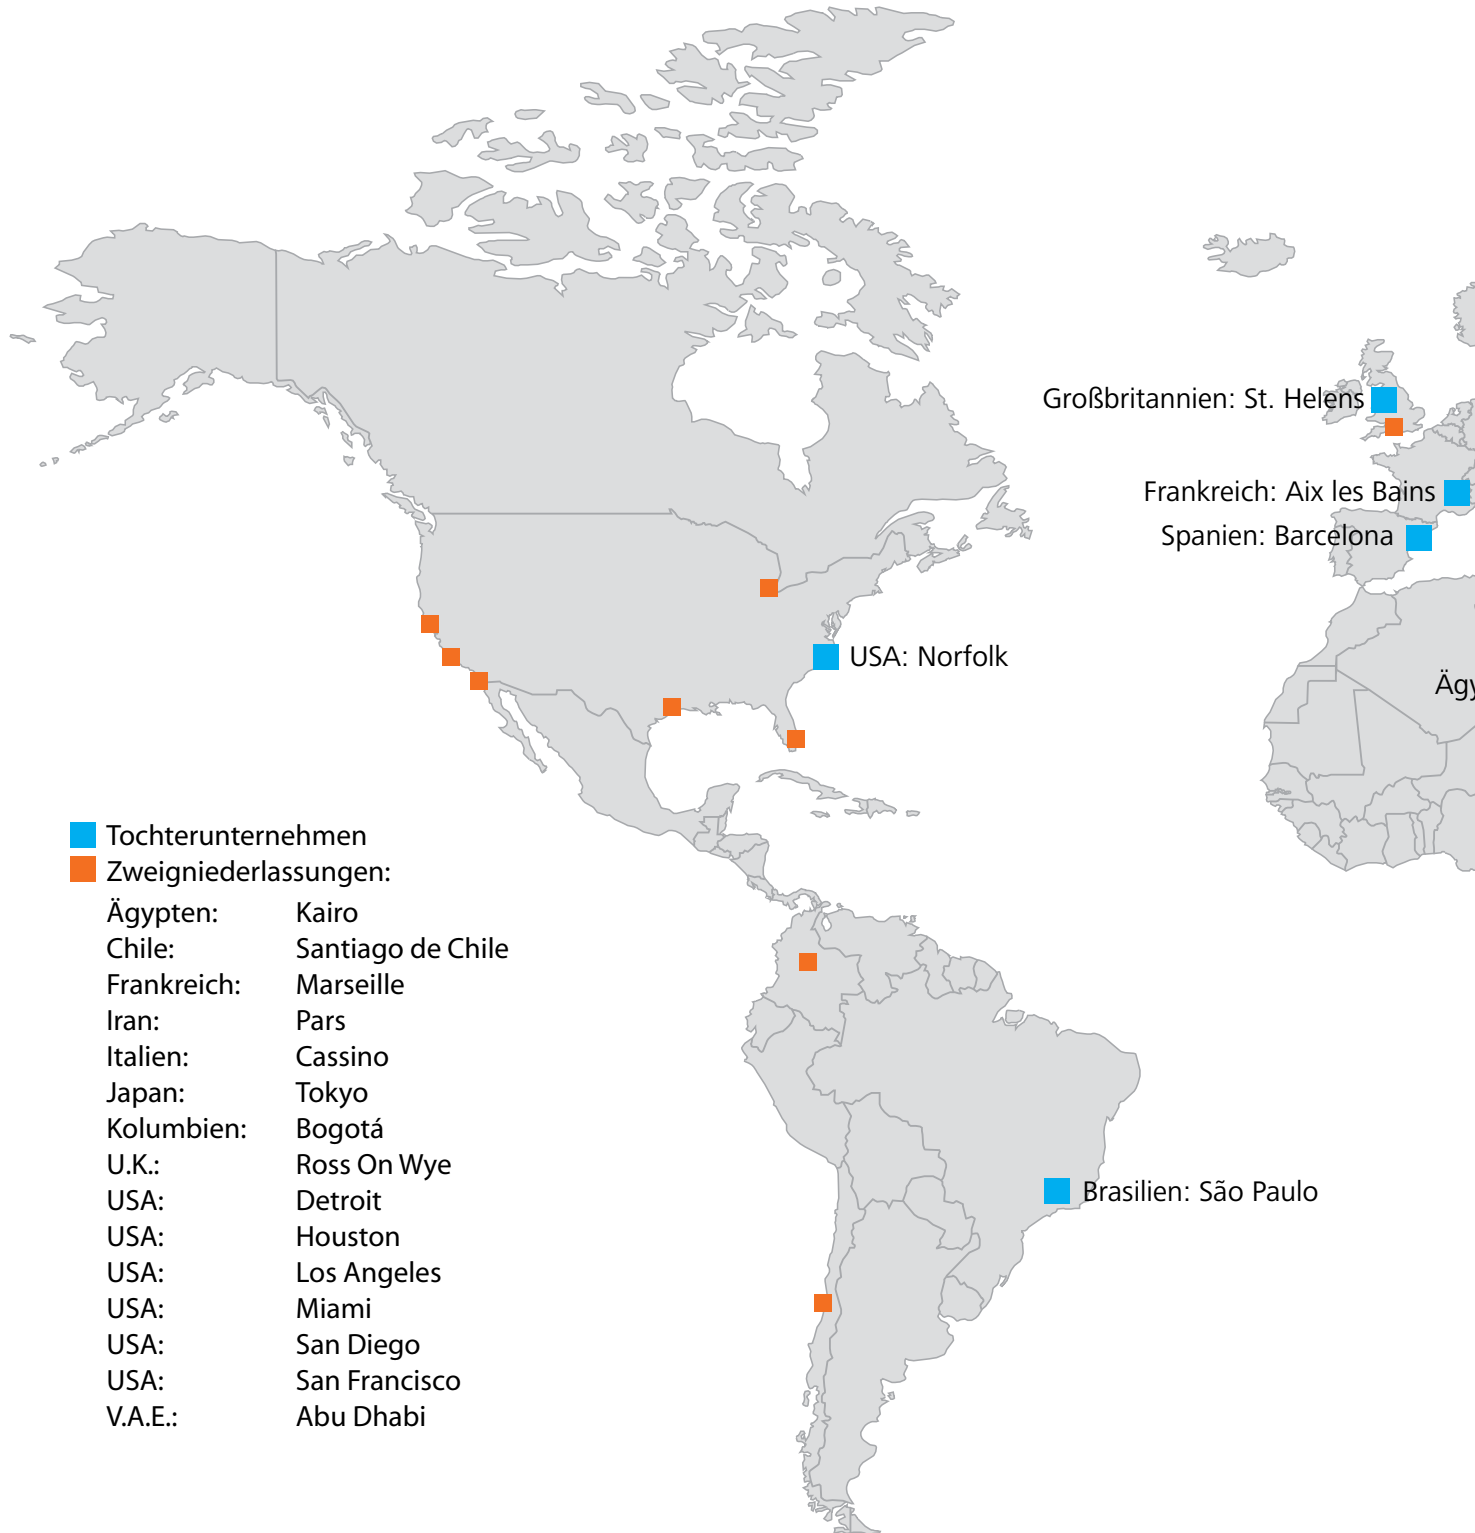 Großbritannien: St. Helens
Frankreich: Aix les Bains
Spanien: Barcelona
USA: Norfolk
Ägy
Tochterunternehmen
Zweigniederlassungen:
Ägypten: Kairo
Chile: Santiago de Chile
Frankreich: Marseille
Iran: Pars
Italien: Cassino
Japan: Tokyo
Kolumbien: Bogotá
U.K.: Ross On Wye
USA: Detroit
USA: Houston
USA: Los Angeles
USA: Miami
USA: San Diego
USA: San Francisco
V.A.E.: Abu Dhabi
Brasilien: São Paulo